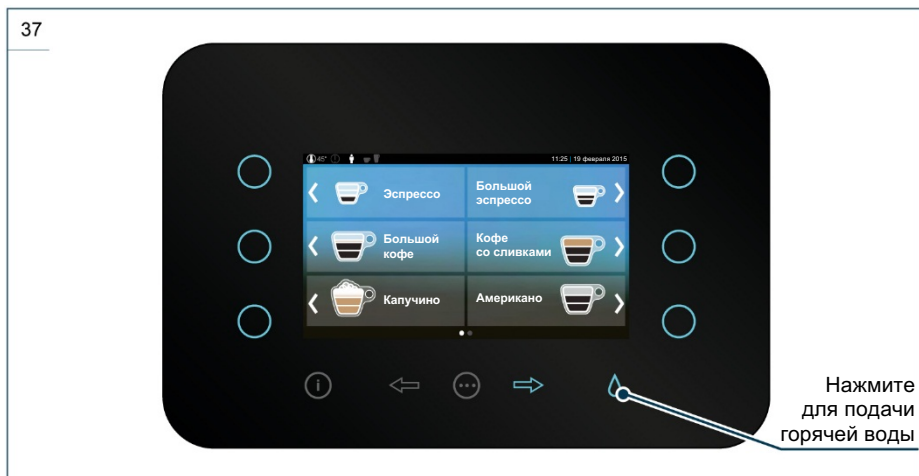 37
45°
11:25 | 19 февраля 2015
Эспрессо
Большой
эспрессо
Большой
кофе
Кофе
со сливками
Капучино
Американо
i
Нажмите
для подачи
горячей воды